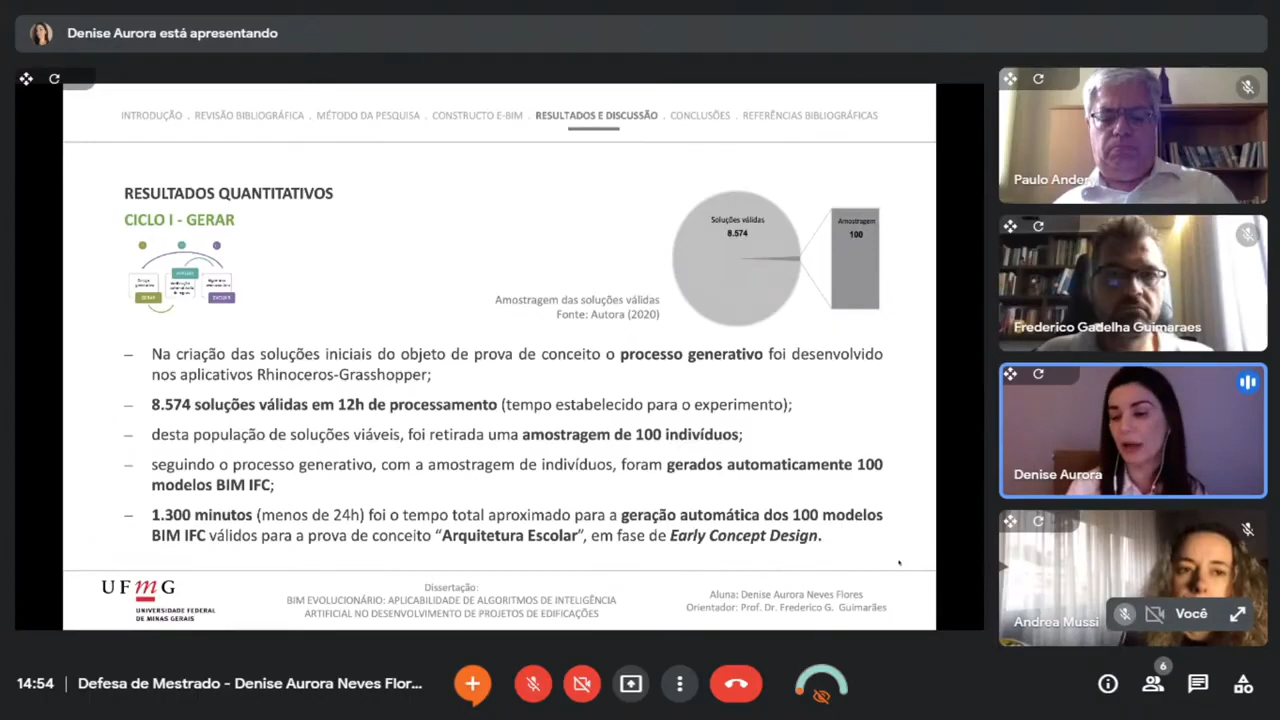 Denise Aurora está apresentando
INTRODUÇÃO . REVISÃO BIBLIOGRÁFICA . MÉTODO DA PESQUISA . CONSTRUCTO E-BIM . RESULTADOS E DISCUSSÃO . CONCLUSÕES . REFERÊNCIAS BIBLIOGRÁFICAS
RESULTADOS QUANTITATIVOS
CICLO I - GERAR
GERAR
EVOLUIR
Soluções válidas
8.574
Amostragem
100
Amostragem das soluções válidas
Fonte: Autora (2020)
– Na criação das soluções iniciais do objeto de prova de conceito o processo generativo foi desenvolvido
nos aplicativos Rhinoceros-Grasshopper;
– 8.574 soluções válidas em 12h de processamento (tempo estabelecido para o experimento);
– desta população de soluções viáveis, foi retirada uma amostragem de 100 indivíduos;
– seguindo o processo generativo, com a amostragem de indivíduos, foram gerados automaticamente 100
modelos BIM IFC;
– 1.300 minutos (menos de 24h) foi o tempo total aproximado para a geração automática dos 100 modelos
BIM IFC válidos para a prova de conceito “Arquitetura Escolar”, em fase de Early Concept Design.
UFMG
UNIVERSIDADE FEDERAL
DE MINAS GERAIS
Dissertação:
BIM EVOLUCIONÁRIO: APLICABILIDADE DE ALGORITMOS DE INTELIGÊNCIA
ARTIFICIAL NO DESENVOLVIMENTO DE PROJETOS DE EDIFICAÇÕES
Aluna: Denise Aurora Neves Flores
Orientador: Prof. Dr. Frederico G. Guimarães
Paulo Ander
Frederico Gadelha Guimaraes
Denise Aurora
Andrea Mussi
Você
14:54 | Defesa de Mestrado - Denise Aurora Neves Flor...
6